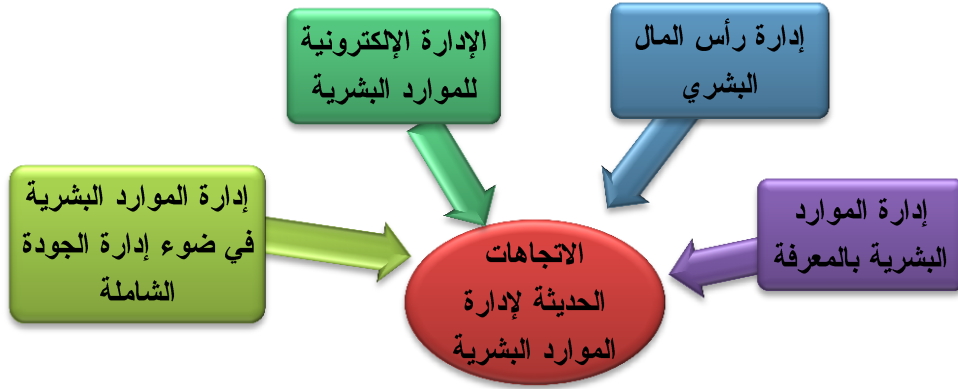 إدارة رأس المال
البشري
الإدارة الإلكترونية
للموارد البشرية
إدارة الموارد
البشرية بالمعرفة
إدارة الموارد البشرية
في ضوء إدارة الجودة
الشاملة
الاتجاهات
الحديثة لإدارة
الموارد البشرية